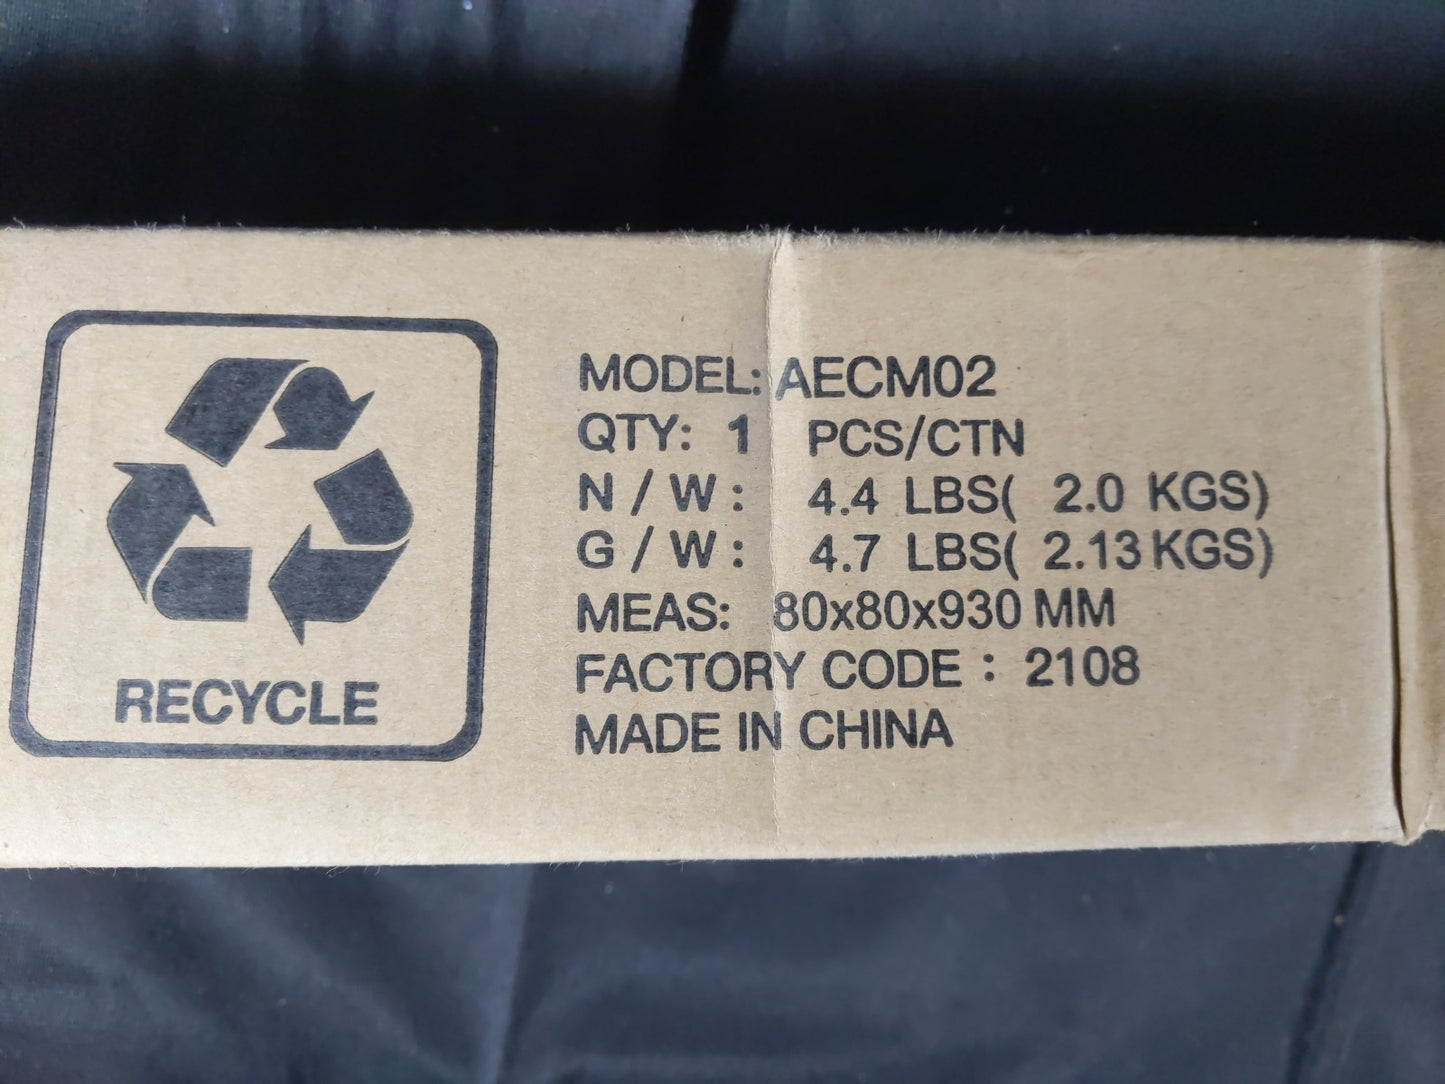 RECYCLE
MODEL: AECM02
QTY: 1 PCS/CTN
N / W : 4.4 LBS( 2.0 KGS)
G / W : 4.7 LBS( 2.13 KGS)
MEAS: 80x80x930 MM
FACTORY CODE : 2108
MADE IN CHINA